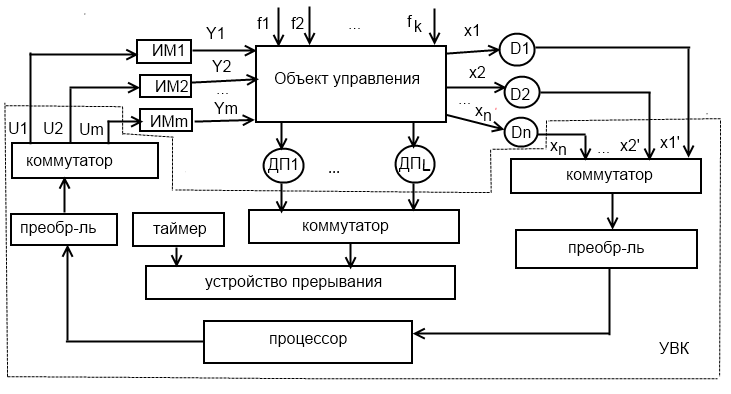 f1 f2 ... fk
ИМ1 Y1 x1 D1
Объект управления
ИМ2 Y2 x2 D2
...
...
U1 U2 Um ИМm Ym xn Dn
xn ... x2' x1'
коммутатор
ДП1 ... ДПL
коммутатор
преобр-ль
таймер
коммутатор
преобр-ль
устройство прерывания
процессор
УВК